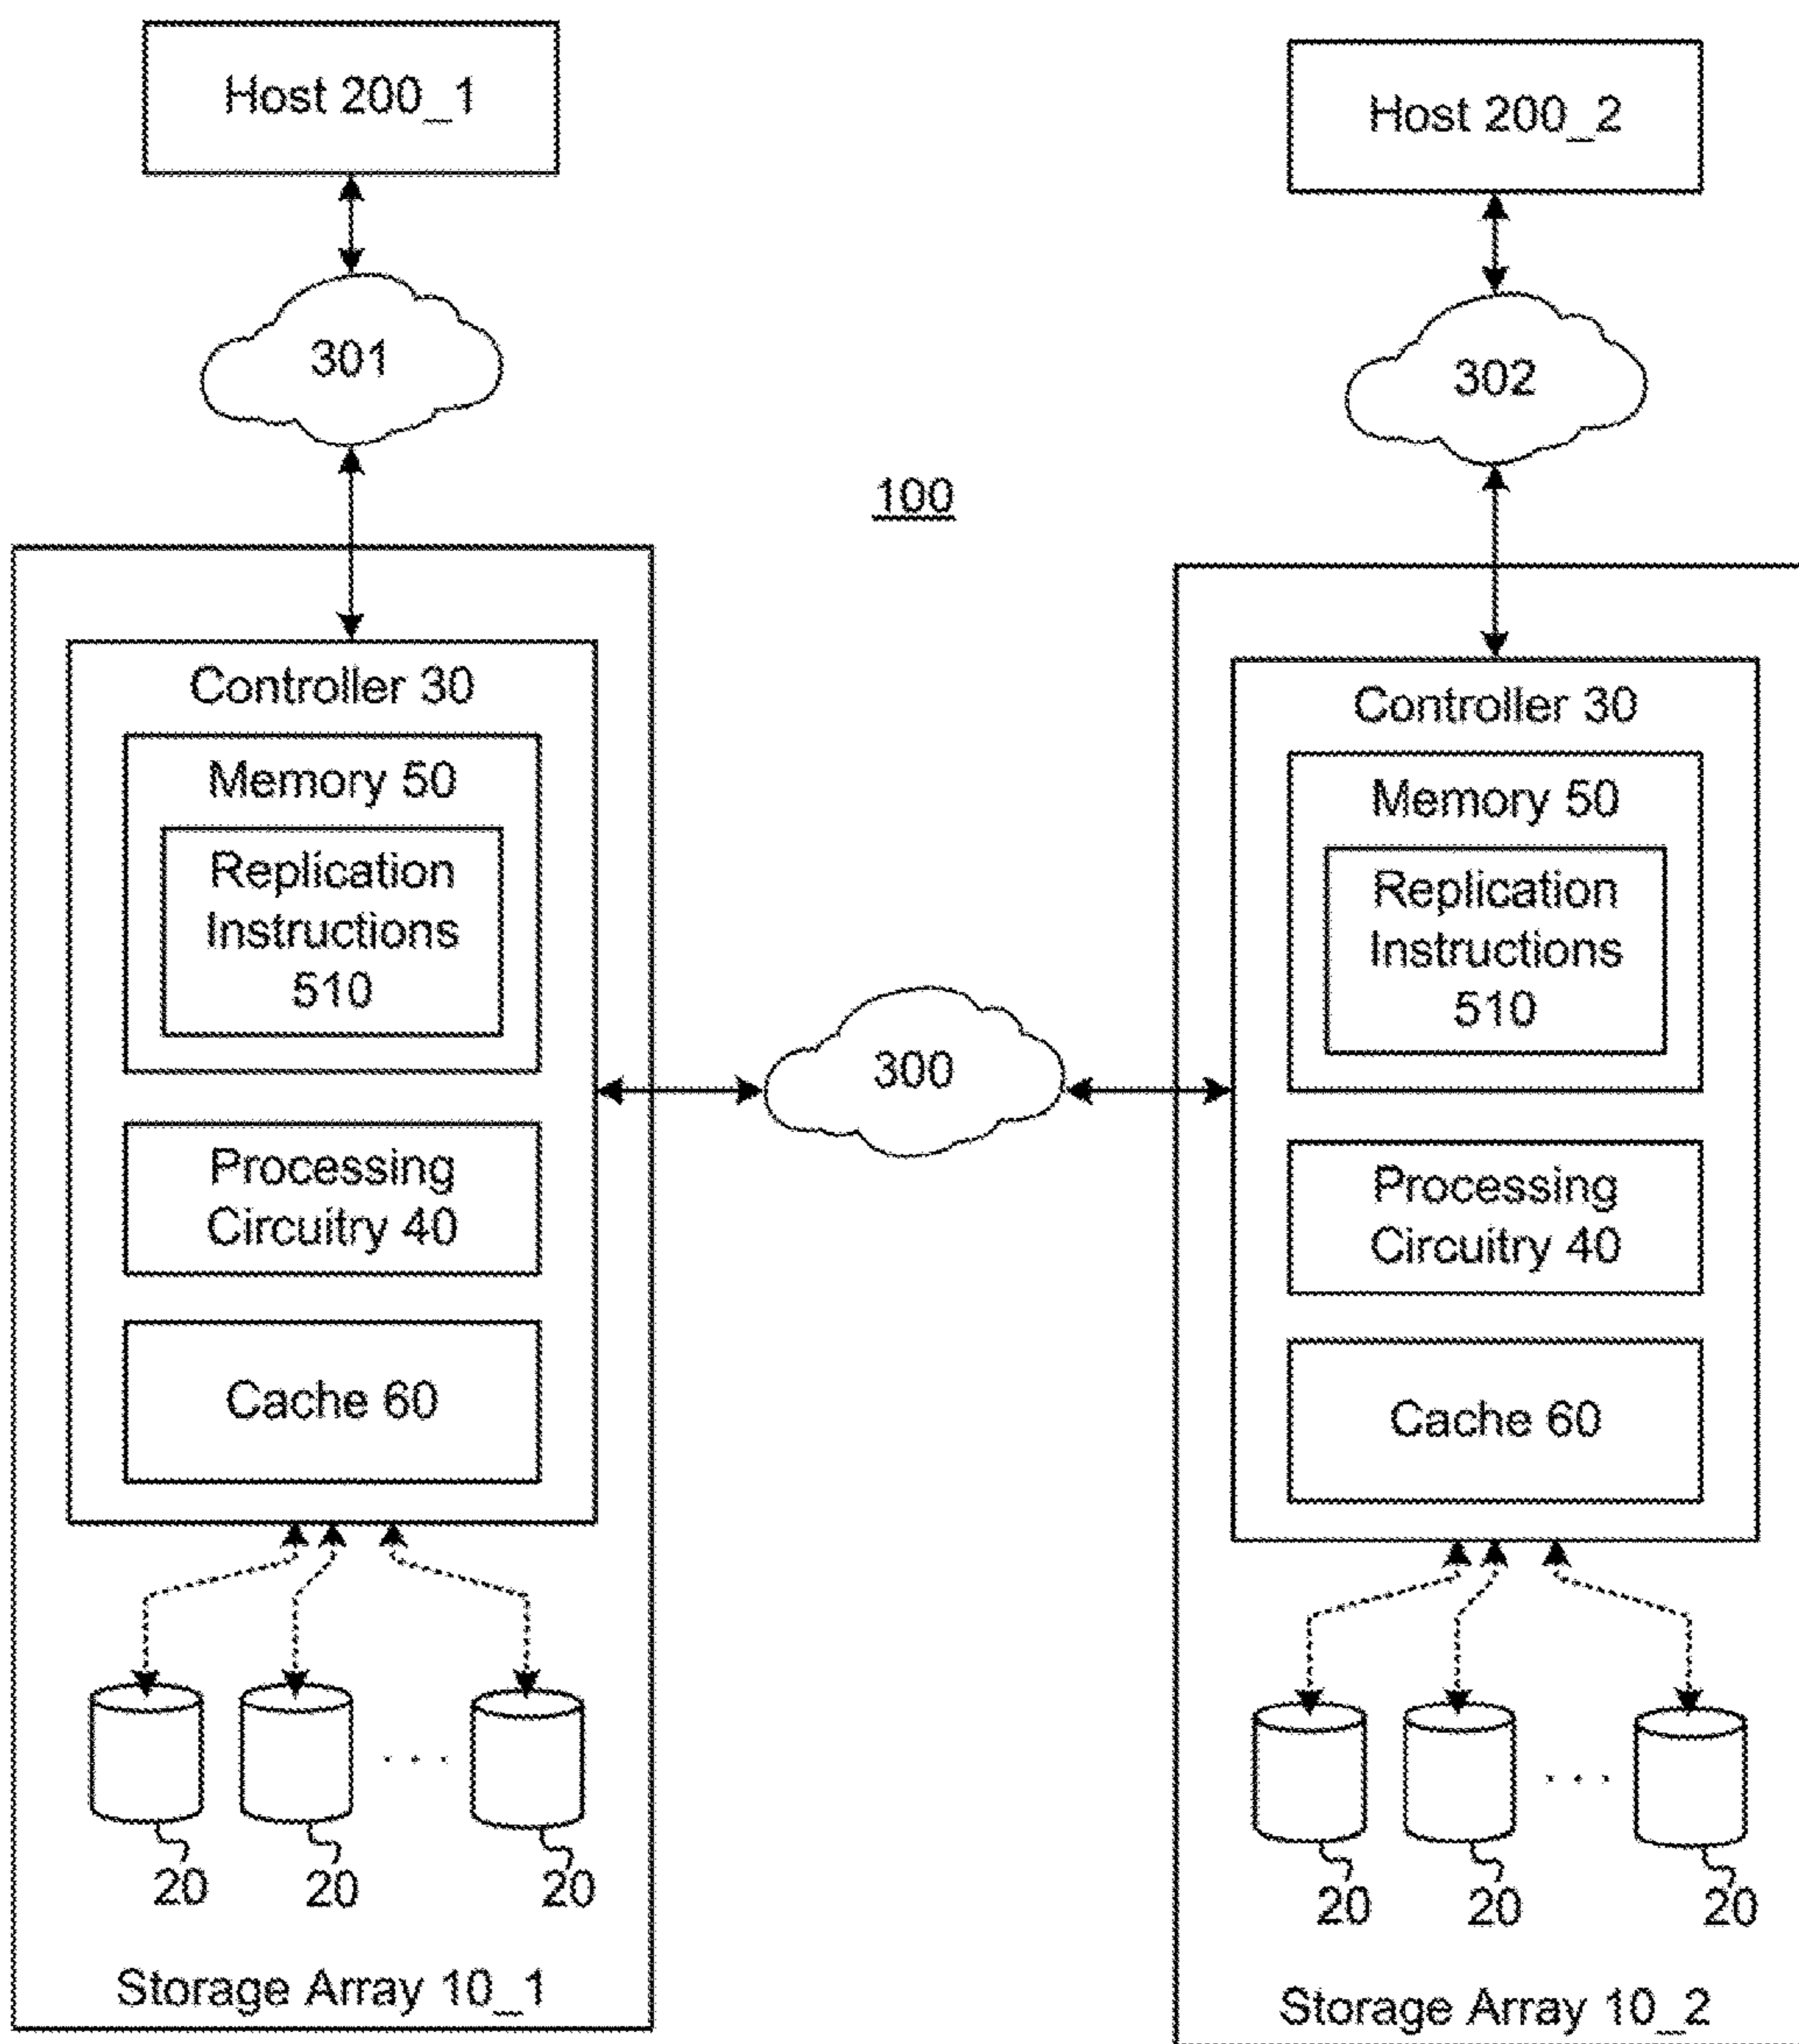 Host 200_1
301
Controller 30
Memory 50
Replication
Instructions
510
Processing
Circuitry 40
Cache 60
20
20
20
Storage Array 10_1
100
300
Host 200_2
302
Controller 30
Memory 50
Replication
Instructions
510
Processing
Circuitry 40
Cache 60
20
20
20
Storage Array 10_2